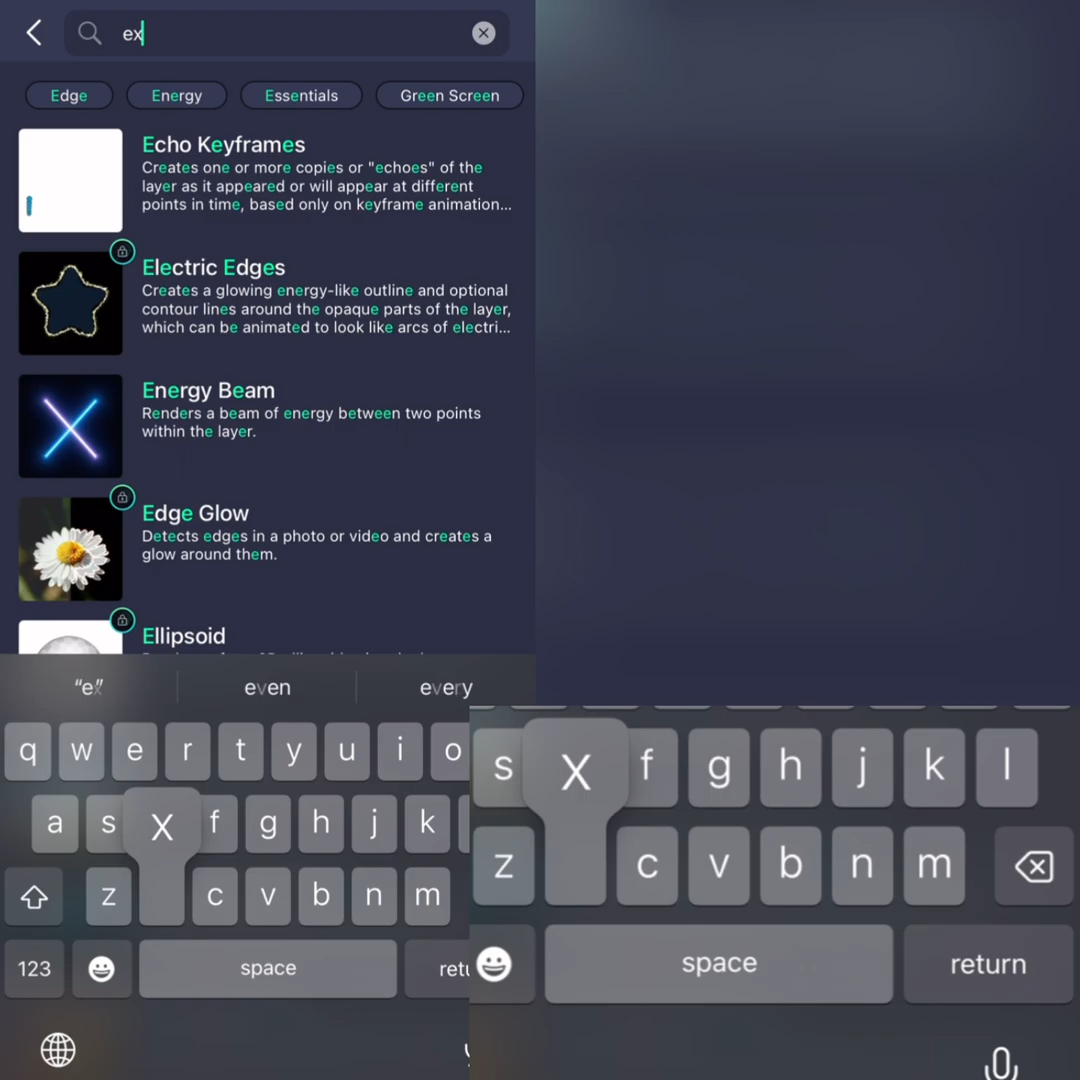 ex
Edge Energy Essentials Green Screen
Echo Keyframes
Creates one or more copies or "echoes" of the
layer as it appeared or will appear at different
points in time, based only on keyframe animation...
Electric Edges
Creates a glowing energy-like outline and optional
contour lines around the opaque parts of the layer,
which can be animated to look like arcs of electri...
Energy Beam
Renders a beam of energy between two points
within the layer.
Edge Glow
Detects edges in a photo or video and creates a
glow around them.
Ellipsoid
“ex” even every
q w e r t y u i o
a s X f g h j k
z c v b n m
123 space retu
s X f g h j k l
z c v b n m
space return